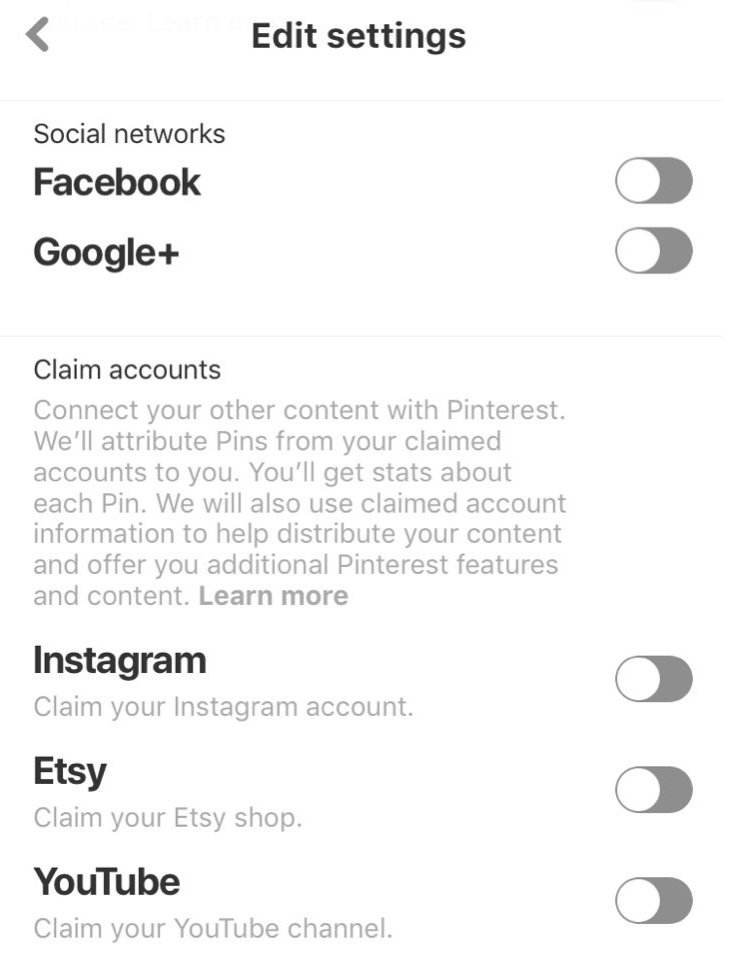 Edit settings
Social networks
Facebook
Google+
Claim accounts
Connect your other content with Pinterest.
We'll attribute Pins from your claimed
accounts to you. You'll get stats about
each Pin. We will also use claimed account
information to help distribute your content
and offer you additional Pinterest features
and content. Learn more
Instagram
Claim your Instagram account.
Etsy
Claim your Etsy shop.
YouTube
Claim your YouTube channel.